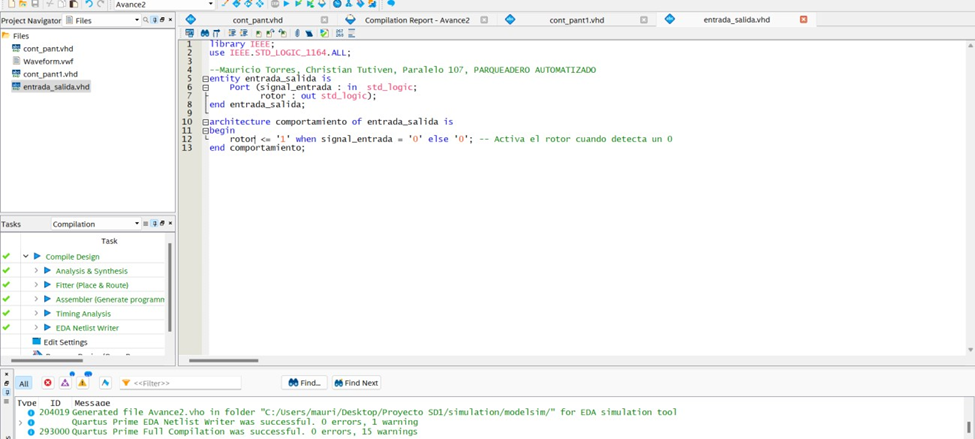 Avance2
Project Navigator Files
Files
cont_pant.vhd
Waveform.vwf
cont_pant1.vhd
entrada_salida.vhd
Tasks Compilation
Task
Compile Design
Analysis & Synthesis
Fitter (Place & Route)
Assembler (Generate programn
Timing Analysis
EDA Netlist Writer
Edit Settings
cont_pant.vhd Compilation Report - Avance2 cont_pant1.vhd entrada_salida.vhd
1 library IEEE;
2 use IEEE.STD_LOGIC_1164.ALL;
3
4 --Mauricio Torres, Christian Tutiven, Paralelo 107, PARQUEADERO AUTOMATIZADO
5 entity entrada_salida is
6 Port (signal_entrada : in std_logic;
7 rotor : out std_logic);
8 end entrada_salida;
9
10 architecture comportamiento of entrada_salida is
11 begin
12 rotor <= '1' when signal_entrada = '0' else '0'; -- Activa el rotor cuando detecta un 0
13 end comportamiento;
All <<Filter>> Find... Find Next
Type ID Message
204019 Generated file Avance2.vho in folder "C:/Users/mauri/Desktop/Proyecto SD1/simulation/modelsim/" for EDA simulation tool
Quartus Prime EDA Netlist Writer was successful. 0 errors, 1 warning
293000 Quartus Prime Full Compilation was successful. 0 errors, 15 warnings